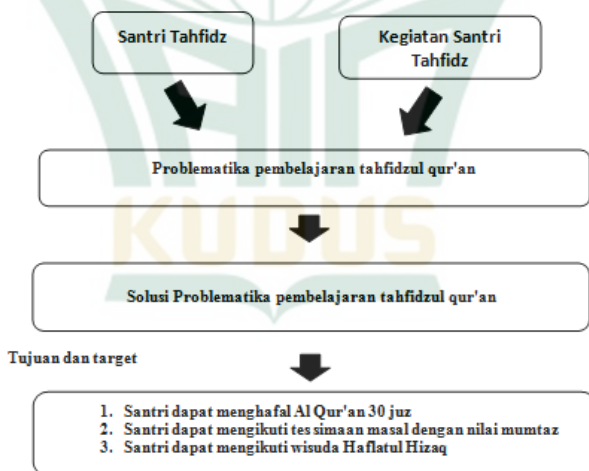 Santri Tahfidz
Kegiatan Santri
Tahfidz
Problematika pembelajaran tahfidzul qur'an
KUDUS
Solusi Problematika pembelajaran tahfidzul qur'an
Tujuan dan target
1. Santri dapat menghafal Al Qur'an 30 juz
2. Santri dapat mengikuti tes simaan masal dengan nilai mumtaz
3. Santri dapat mengikuti wisuda Haflatul Hizaq